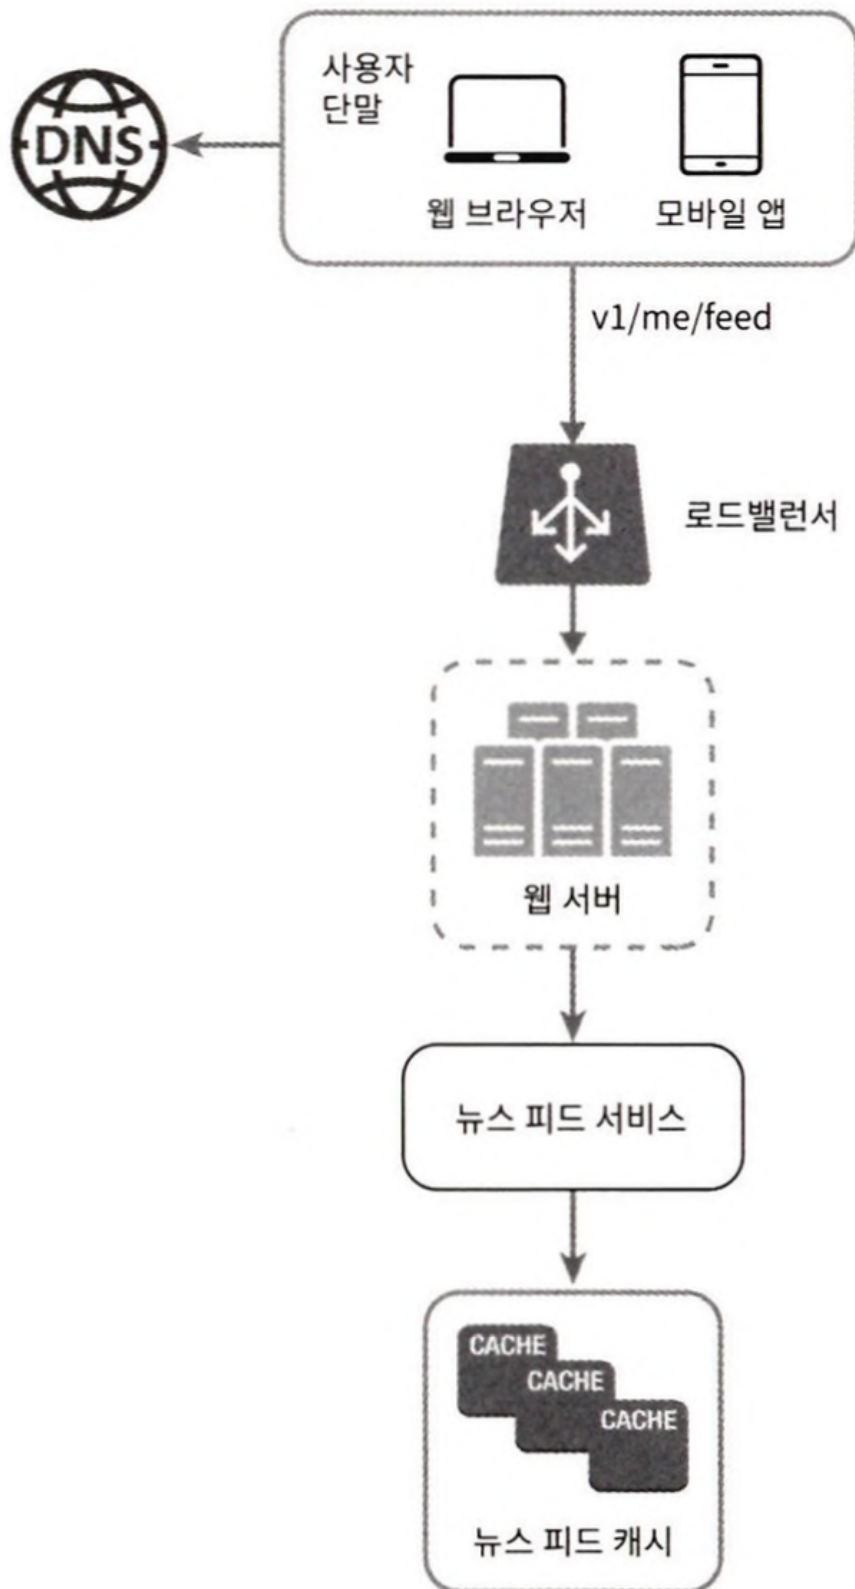 사용자
단말
DNS
웹 브라우저
모바일 앱
v1/me/feed
로드밸런서
웹 서버
뉴스 피드 서비스
CACHE
CACHE
CACHE
뉴스 피드 캐시